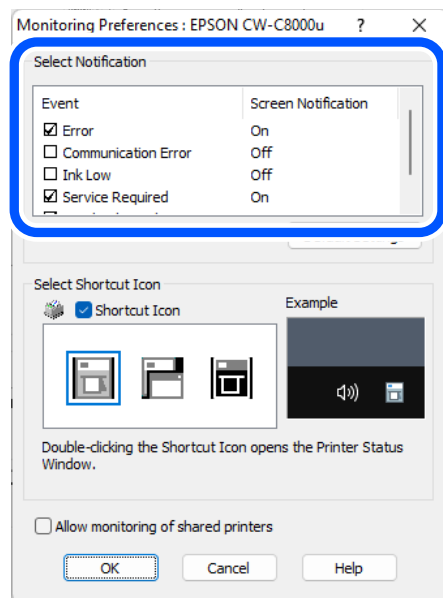 Monitoring Preferences : EPSON CW-C8000u ? ×
Select Notification
Event Screen Notification
Error On
Communication Error Off
Ink Low Off
Service Required On
Select Shortcut Icon
Shortcut Icon
Example
Double-clicking the Shortcut Icon opens the Printer Status
Window.
Allow monitoring of shared printers
OK Cancel Help